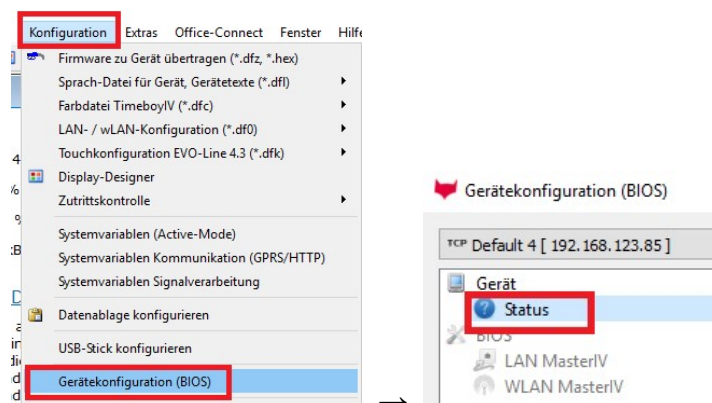 Konfiguration Extras Office-Connect Fenster Hilfe
Firmware zu Gerät übertragen (*.dfz, *.hex)
Sprach-Datei für Gerät, Gerätetexte (*.dfl)
Farbdatei TimeboyIV (*.dfc)
LAN- / wLAN-Konfiguration (*.df0)
Touchkonfiguration EVO-Line 4.3 (*.dfk)
Display-Designer
Zutrittskontrolle
Systemvariablen (Active-Mode)
Systemvariablen Kommunikation (GPRS/HTTP)
Systemvariablen Signalverarbeitung
Datenablage konfigurieren
USB-Stick konfigurieren
Gerätekonfiguration (BIOS)
→
Gerätekonfiguration (BIOS)
TCP Default 4 [ 192.168.123.85 ]
Gerät
Status
BIOS
LAN MasterIV
WLAN MasterIV